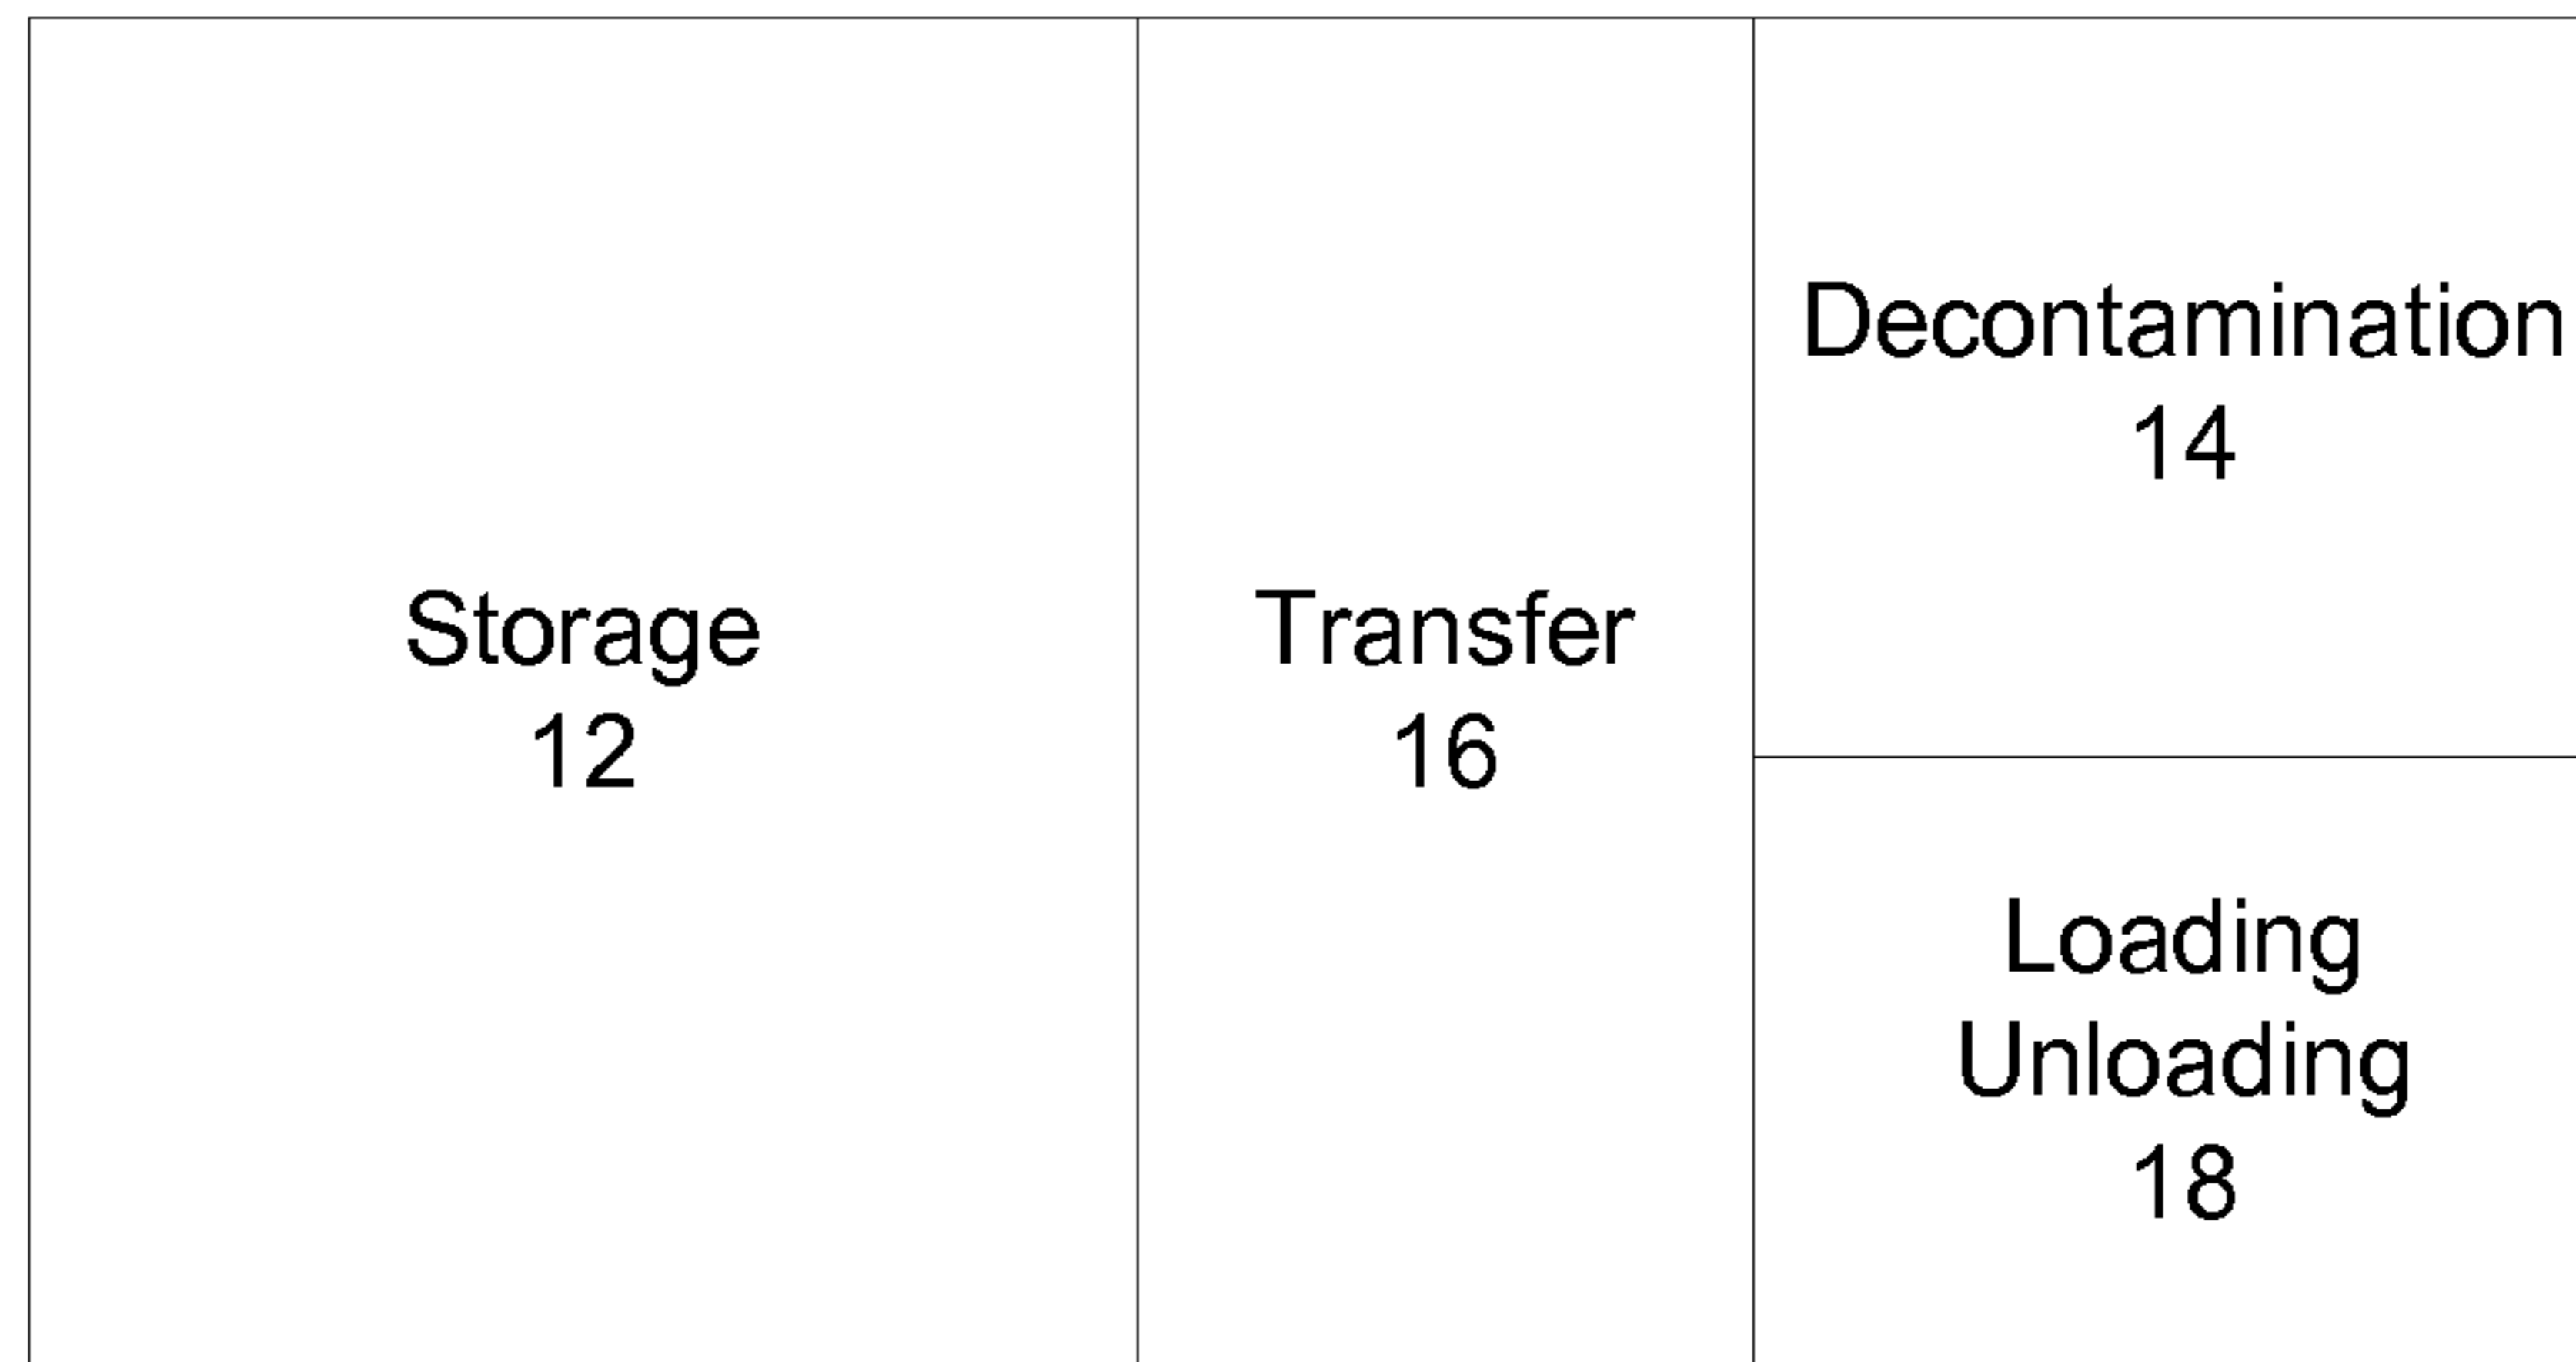 Storage
12
Transfer
16
Decontamination
14
Loading
Unloading
18